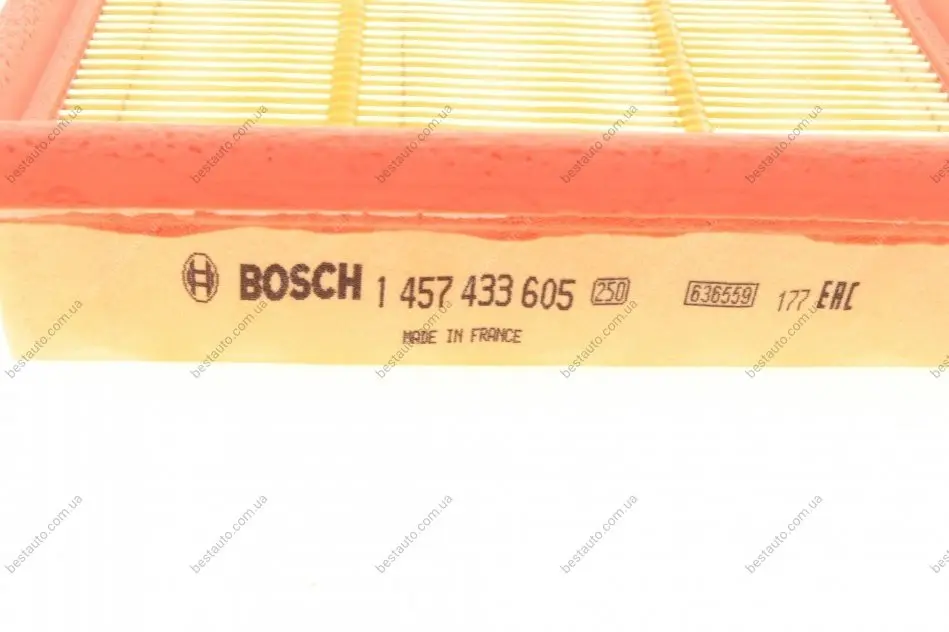 BOSCH 1 457 433 605 250 636559 177 EAC
MADE IN FRANCE
bestauto.com.ua